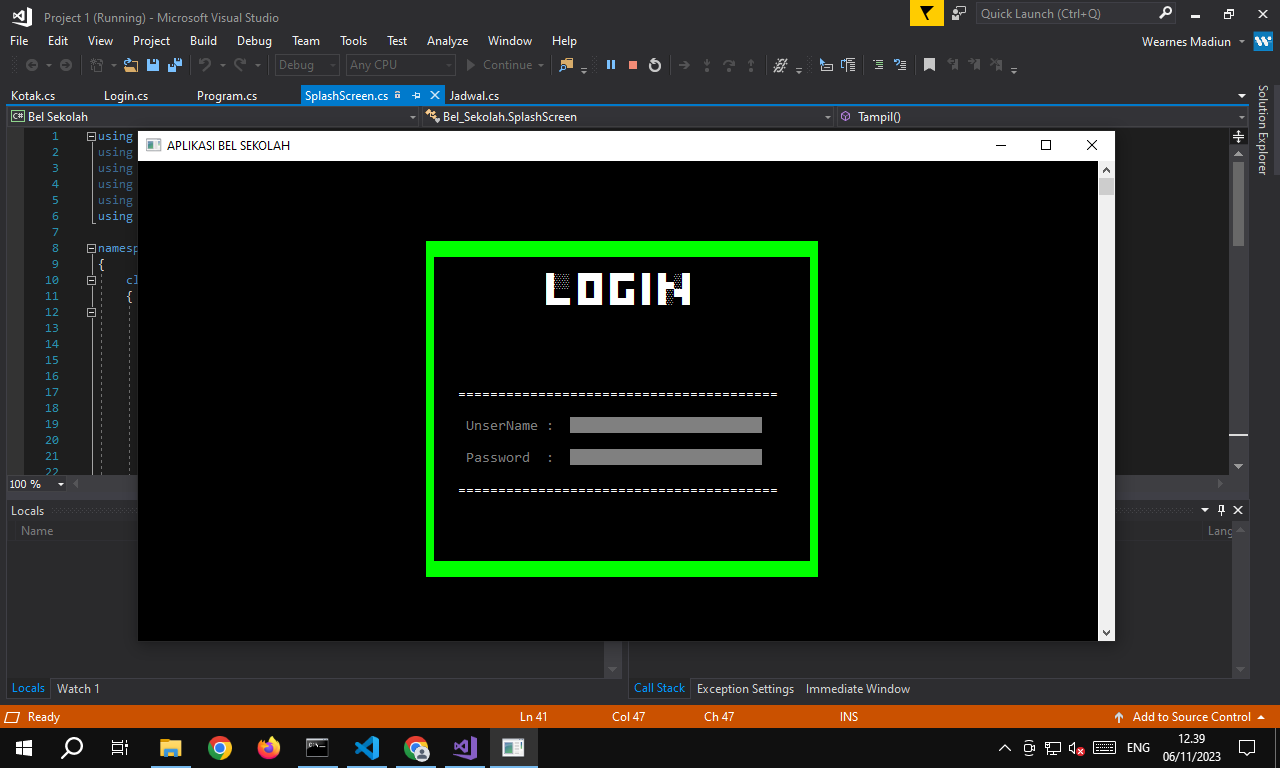 Project 1 (Running) - Microsoft Visual Studio
Quick Launch (Ctrl+Q)
File Edit View Project Build Debug Team Tools Test Analyze Window Help
Wearnes Madiun
Debug Any CPU Continue
Kotak.cs Login.cs Program.cs SplashScreen.cs Jadwal.cs
Solution Explorer
C# Bel Sekolah Bel_Sekolah.SplashScreen Tampil()
1 using
2 using
3 using
4 using
5 using
6 using
7
8 namesp
9 {
10 cl
11 {
12
13
14
15
16
17
18
19
20
21
22
APLIKASI BEL SEKOLAH
LOGIN
========================================
UnserName :
Password :
========================================
100 %
Locals
Name
Lang
Locals Watch 1
Call Stack Exception Settings Immediate Window
Ready Ln 41 Col 47 Ch 47 INS Add to Source Control
ENG
12.39
06/11/2023